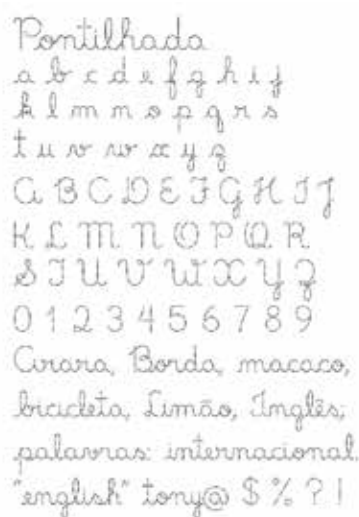 Pontilhada
a b c d e f g h i j
k l m n o p q r s
t u v w x y z
A B C D E F G H I J
K L M N O P Q R
S T U V W X Y Z
0 1 2 3 4 5 6 7 8 9
Arara, Borda, macaco,
bicicleta, Limão, Inglês;
palavras: internacional.
"english" tony@ $ % ? !